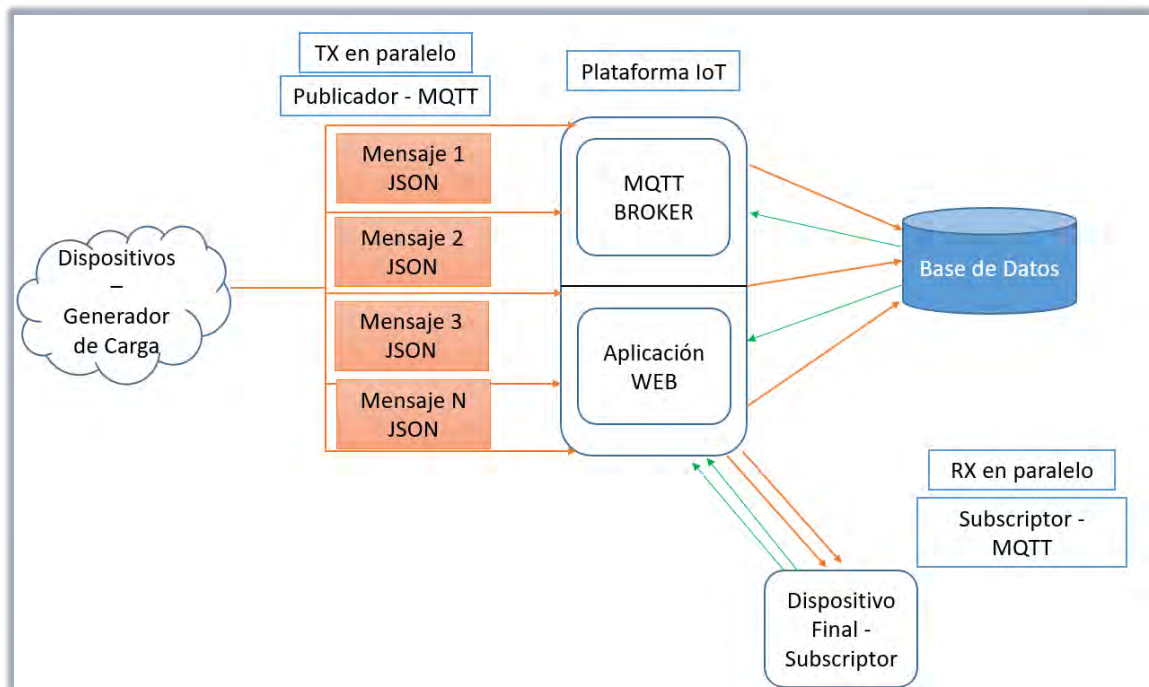 TX en paralelo
Publicador - MQTT
Plataforma IoT
Mensaje 1
JSON
Mensaje 2
JSON
Mensaje 3
JSON
Mensaje N
JSON
Dispositivos
–
Generador
de Carga
MQTT
BROKER
Aplicación
WEB
Base de Datos
RX en paralelo
Subscriptor -
MQTT
Dispositivo
Final -
Subscriptor